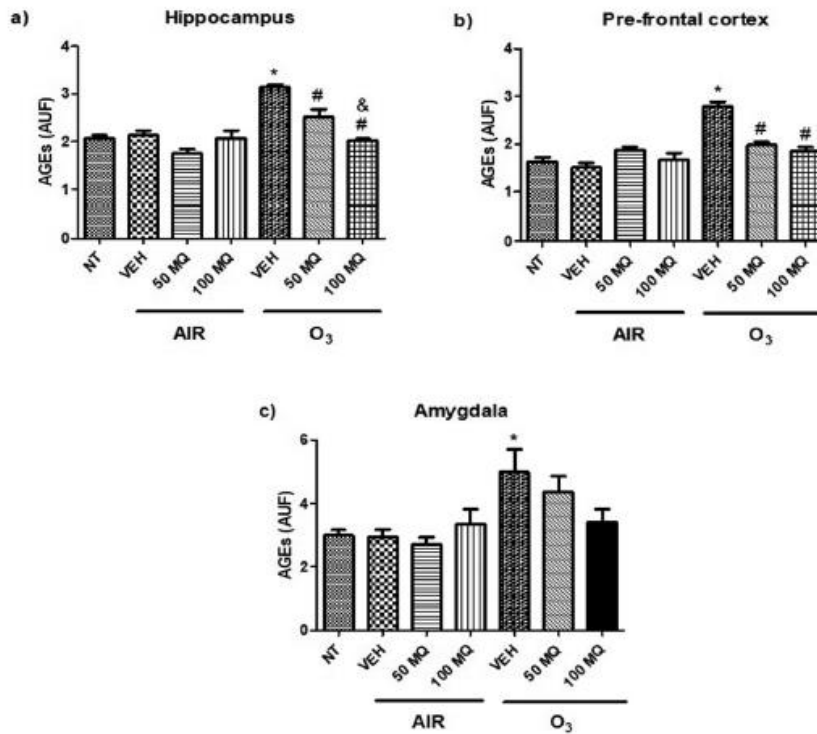 a)
Hippocampus
AGEs (AUF)
4
3
2
1
0
*
#
&
#
NT
VEH
50 MQ
100 MQ
VEH
50 MQ
100 MQ
AIR
O₃
b)
Pre-frontal cortex
AGEs (AUF)
4
3
2
1
0
*
#
#
NT
VEH
50 MQ
100 MQ
VEH
50 MQ
100 MQ
AIR
O₃
c)
Amygdala
AGEs (AUF)
6
4
2
0
*
NT
VEH
50 MQ
100 MQ
VEH
50 MQ
100 MQ
AIR
O₃